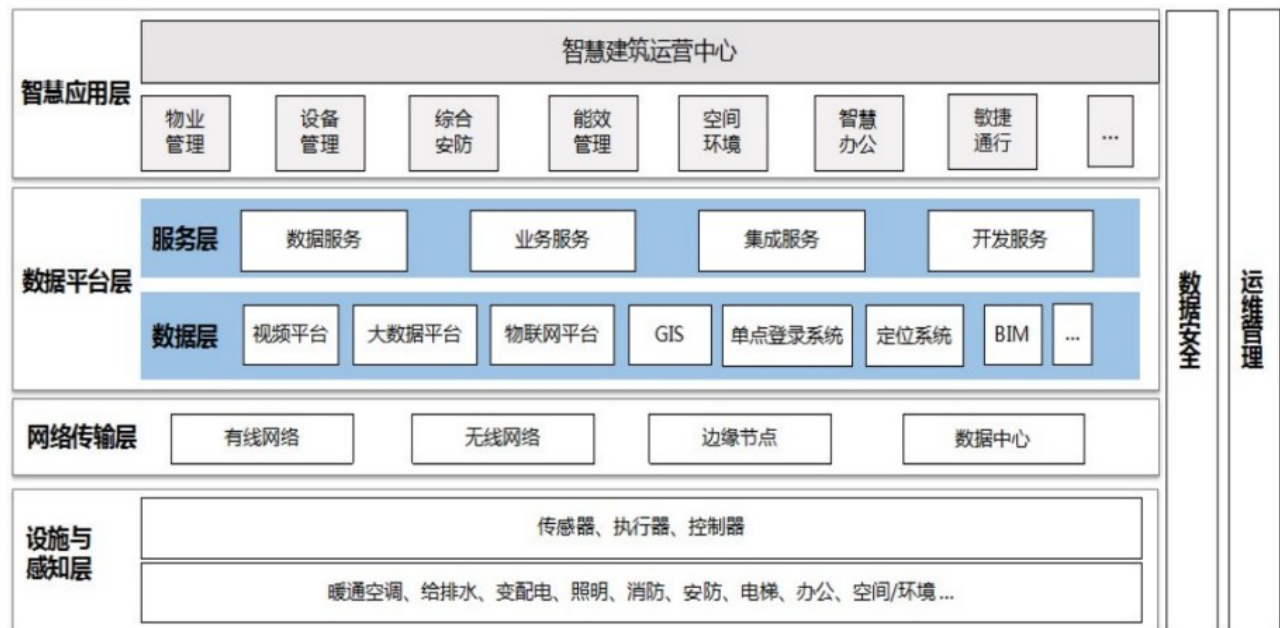 智慧应用层
智慧建筑运营中心
物业
管理
设备
管理
综合
安防
能效
管理
空间
环境
智慧
办公
敏捷
通行
...
数据平台层
服务层
数据服务
业务服务
集成服务
开发服务
数据层
视频平台
大数据平台
物联网平台
GIS
单点登录系统
定位系统
BIM
...
网络传输层
有线网络
无线网络
边缘节点
数据中心
设施与
感知层
传感器、执行器、控制器
暖通空调、给排水、变配电、照明、消防、安防、电梯、办公、空间/环境...
数据安全
运维管理